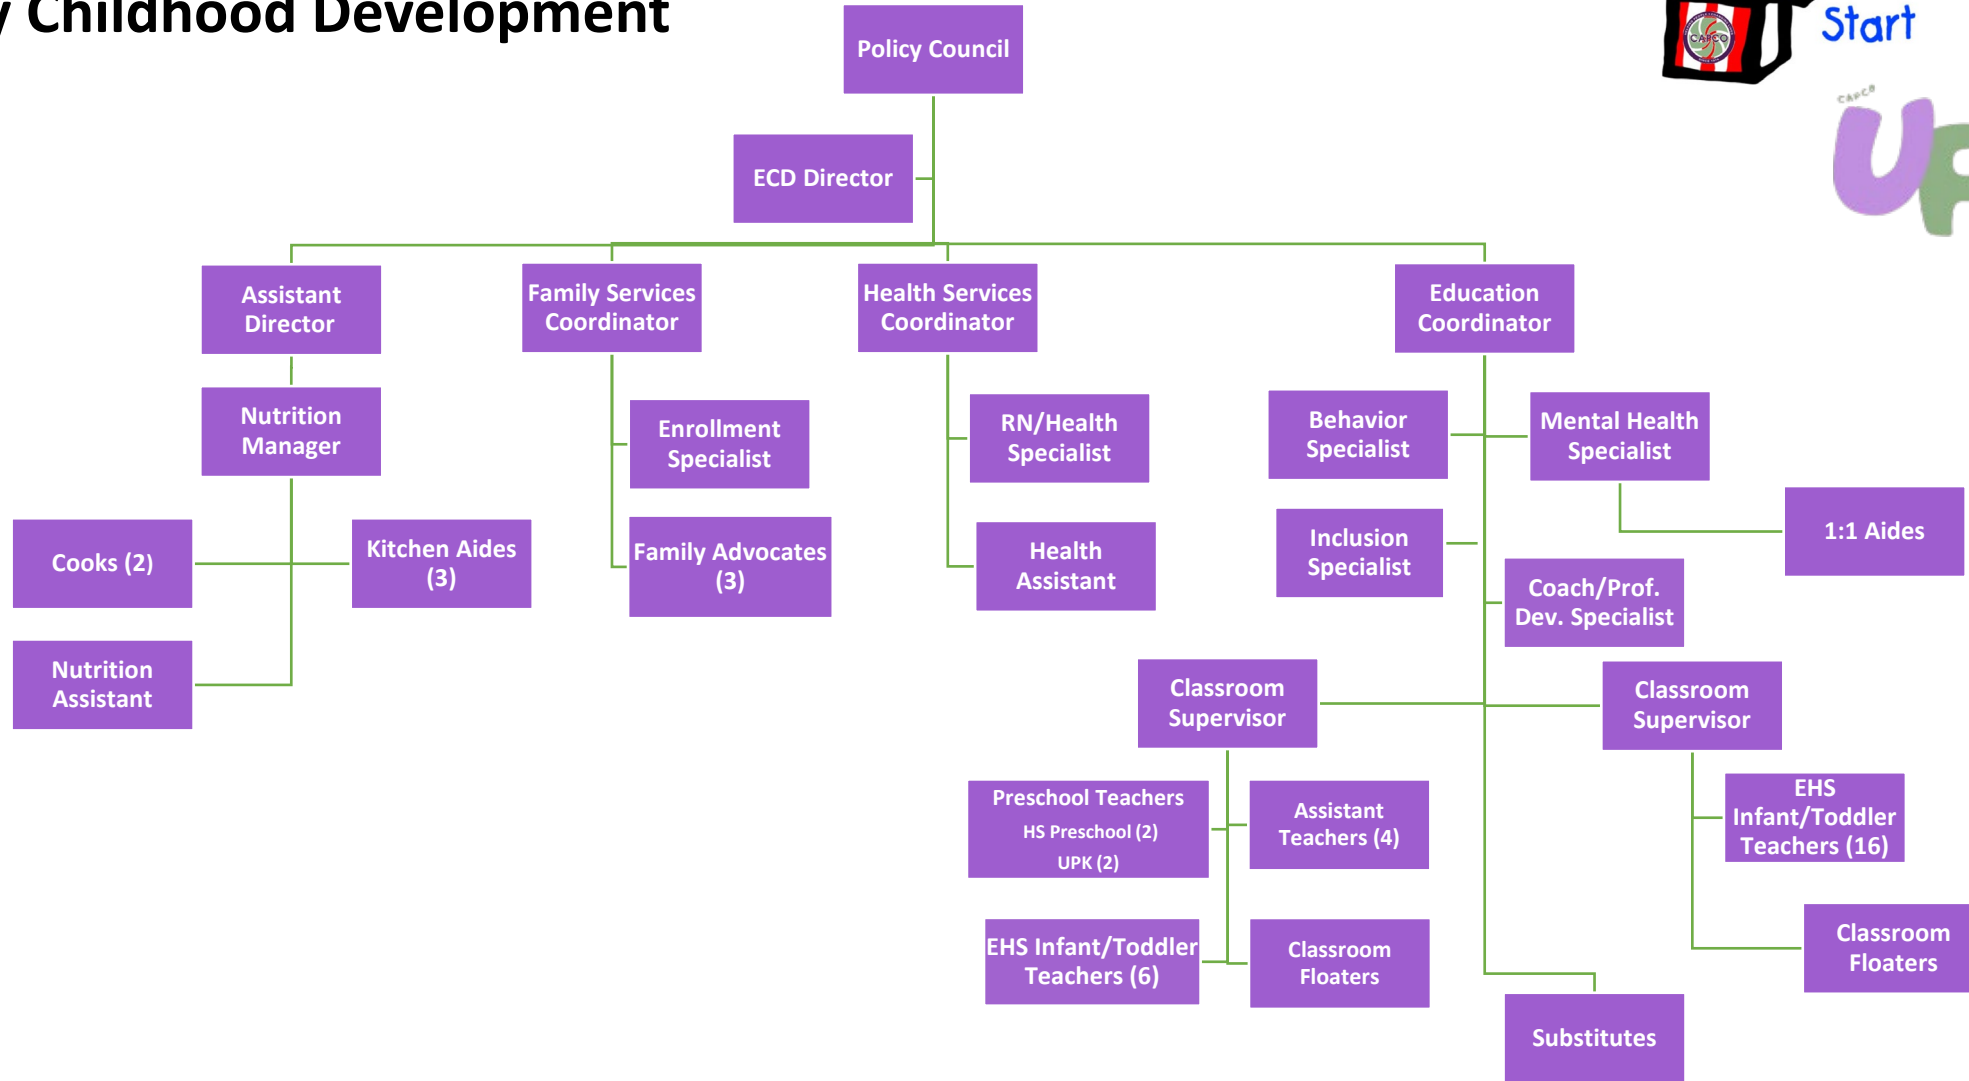 y Childhood Development
Start
CAPCO
CAPCO
UP
Policy Council
ECD Director
Assistant
Director
Family Services
Coordinator
Health Services
Coordinator
Education
Coordinator
Nutrition
Manager
Enrollment
Specialist
RN/Health
Specialist
Behavior
Specialist
Mental Health
Specialist
Cooks (2)
Kitchen Aides
(3)
Family Advocates
(3)
Health
Assistant
Inclusion
Specialist
1:1 Aides
Coach/Prof.
Dev. Specialist
Nutrition
Assistant
Classroom
Supervisor
Classroom
Supervisor
Preschool Teachers
HS Preschool (2)
UPK (2)
Assistant
Teachers (4)
EHS
Infant/Toddler
Teachers (16)
EHS Infant/Toddler
Teachers (6)
Classroom
Floaters
Classroom
Floaters
Substitutes